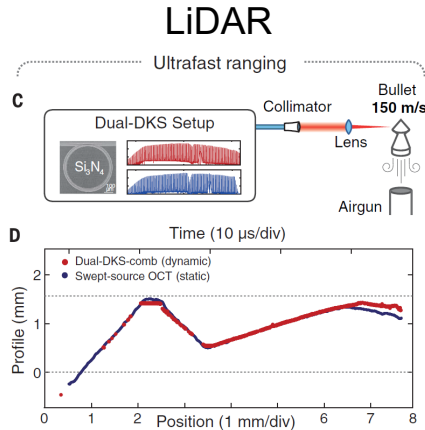 LiDAR
Ultrafast ranging
C
Dual-DKS Setup
Si₃N₄
Collimator
Lens
Bullet
150 m/s
Airgun
D
Time (10 µs/div)
Dual-DKS-comb (dynamic)
Swept-source OCT (static)
Profile (mm)
2
1
0
0 1 2 3 4 5 6 7 8
Position (1 mm/div)